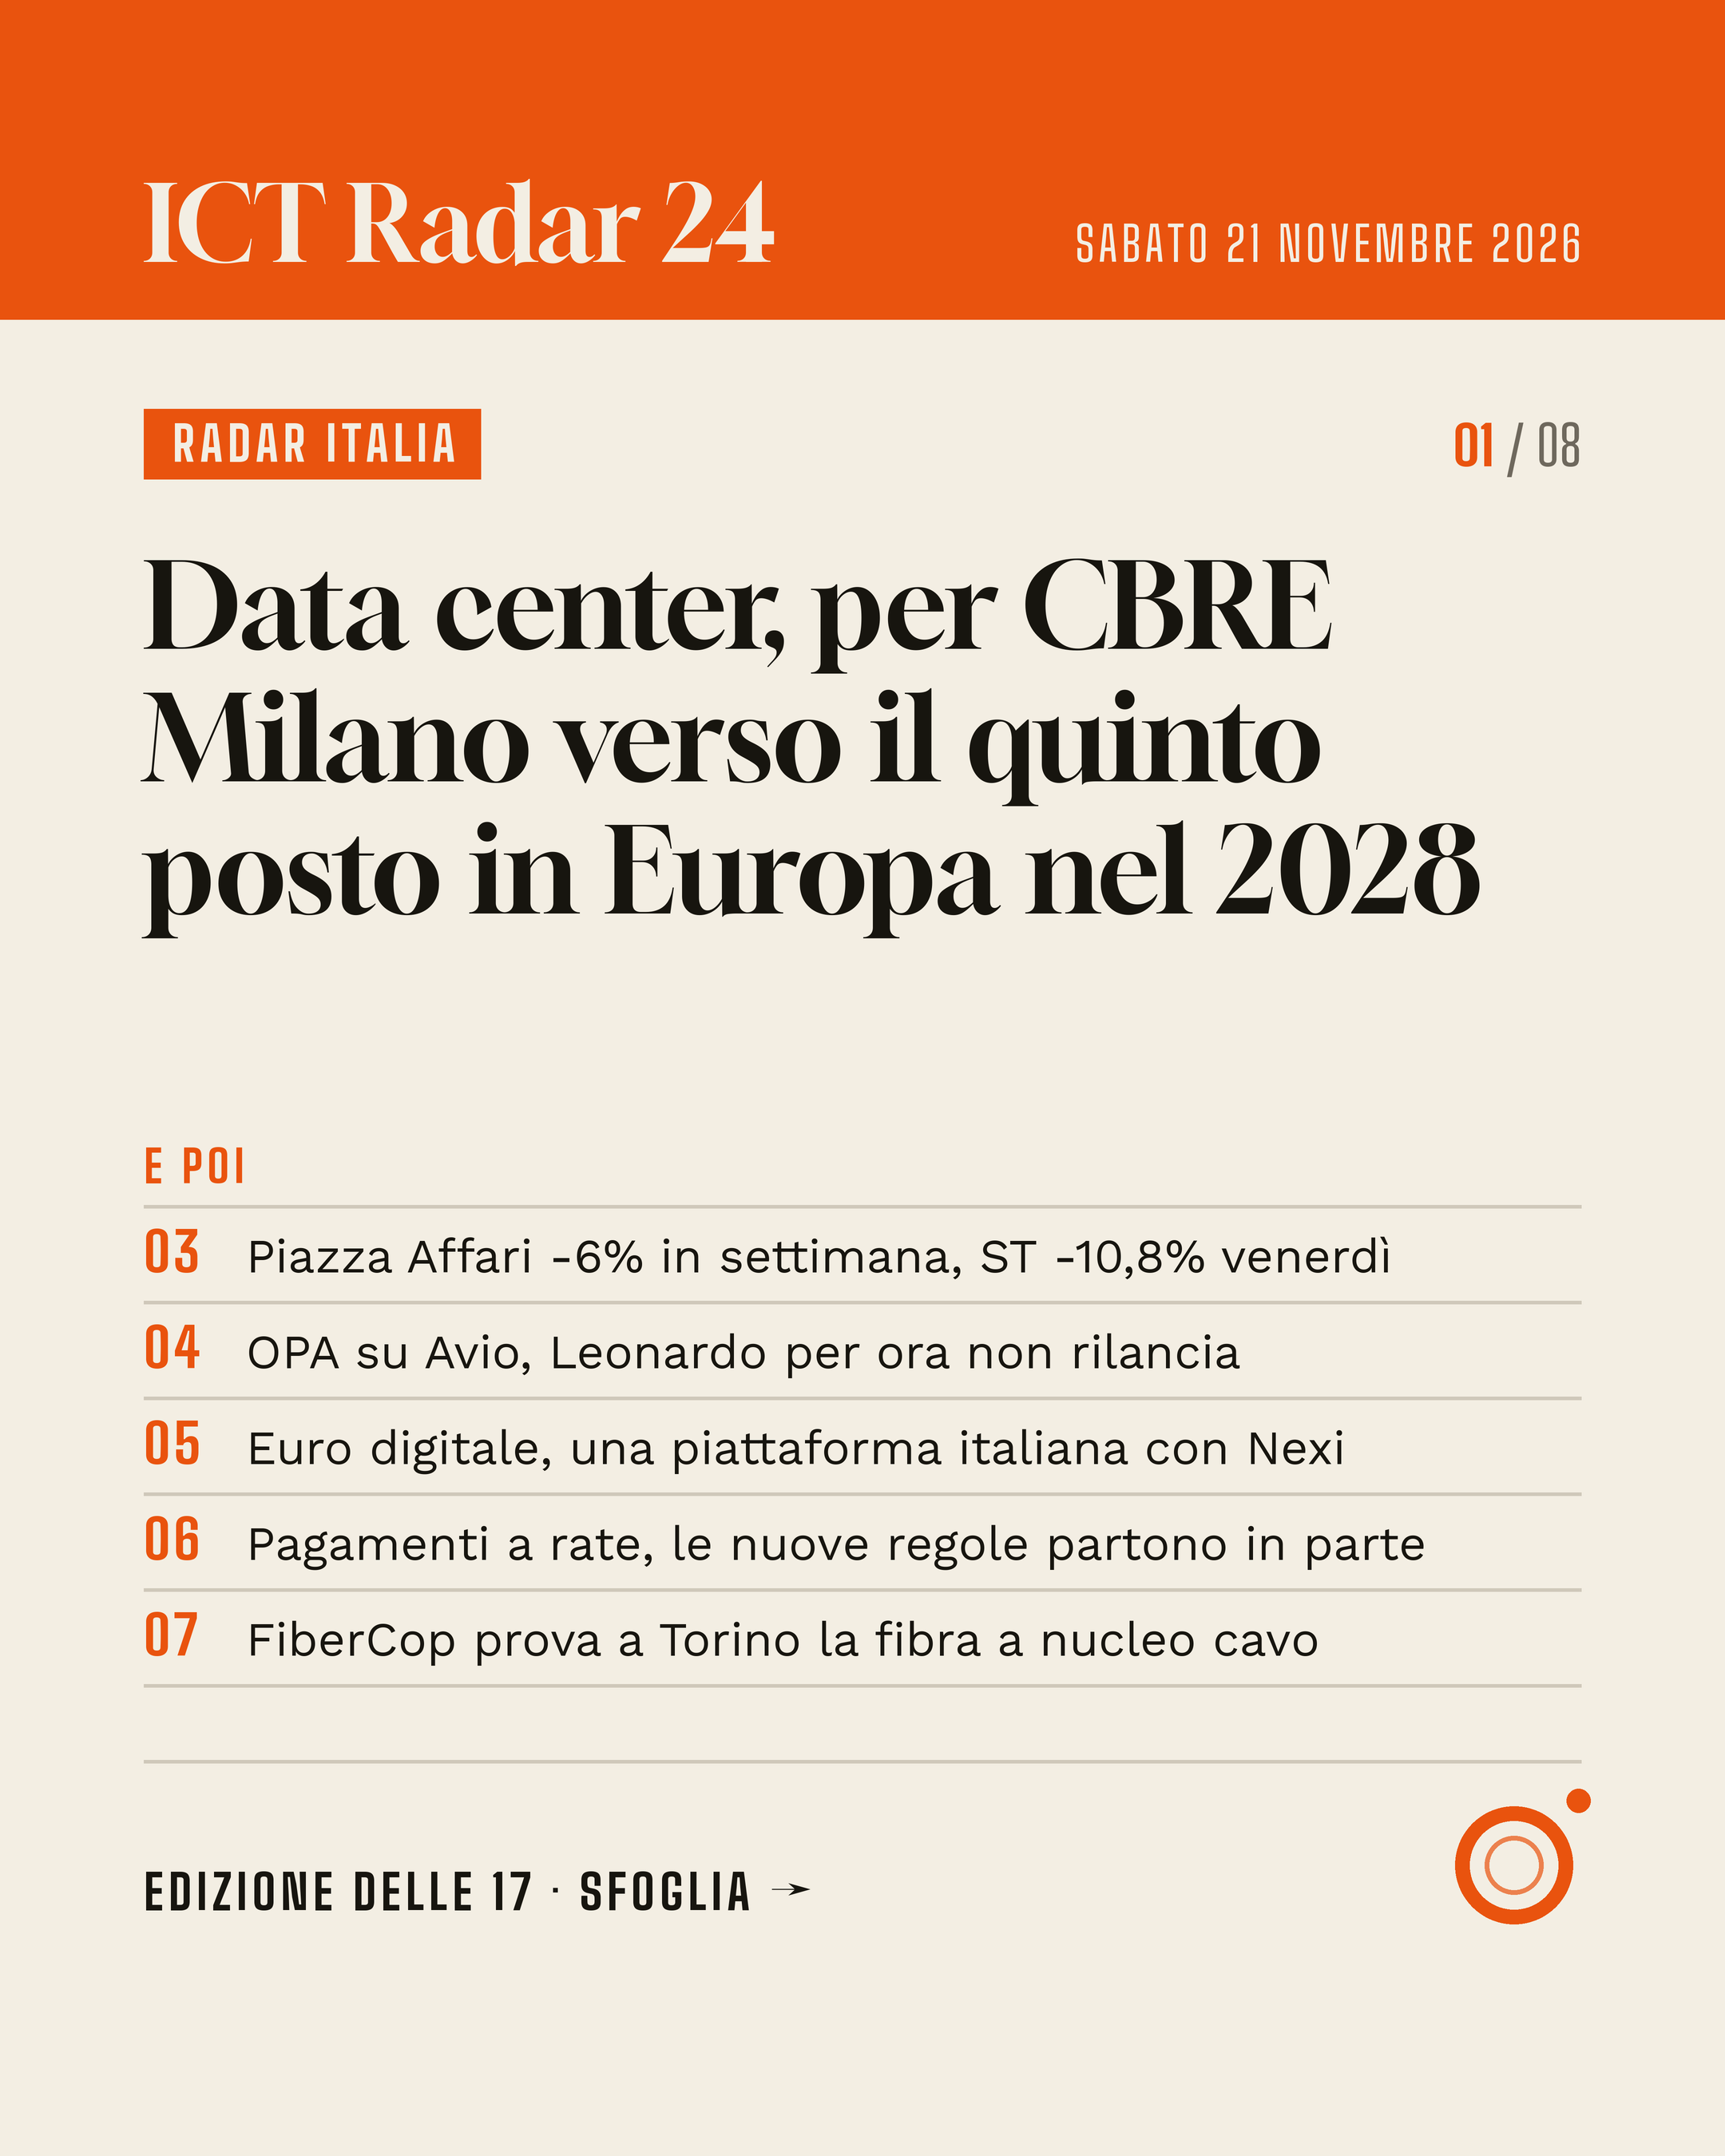 ICT Radar 24
SABATO 21 NOVEMBRE 2026
RADAR ITALIA
01 / 08
Data center, per CBRE
Milano verso il quinto
posto in Europa nel 2028
E POI
03 Piazza Affari -6% in settimana, ST -10,8% venerdì
04 OPA su Avio, Leonardo per ora non rilancia
05 Euro digitale, una piattaforma italiana con Nexi
06 Pagamenti a rate, le nuove regole partono in parte
07 FiberCop prova a Torino la fibra a nucleo cavo
EDIZIONE DELLE 17 · SFOGLIA →